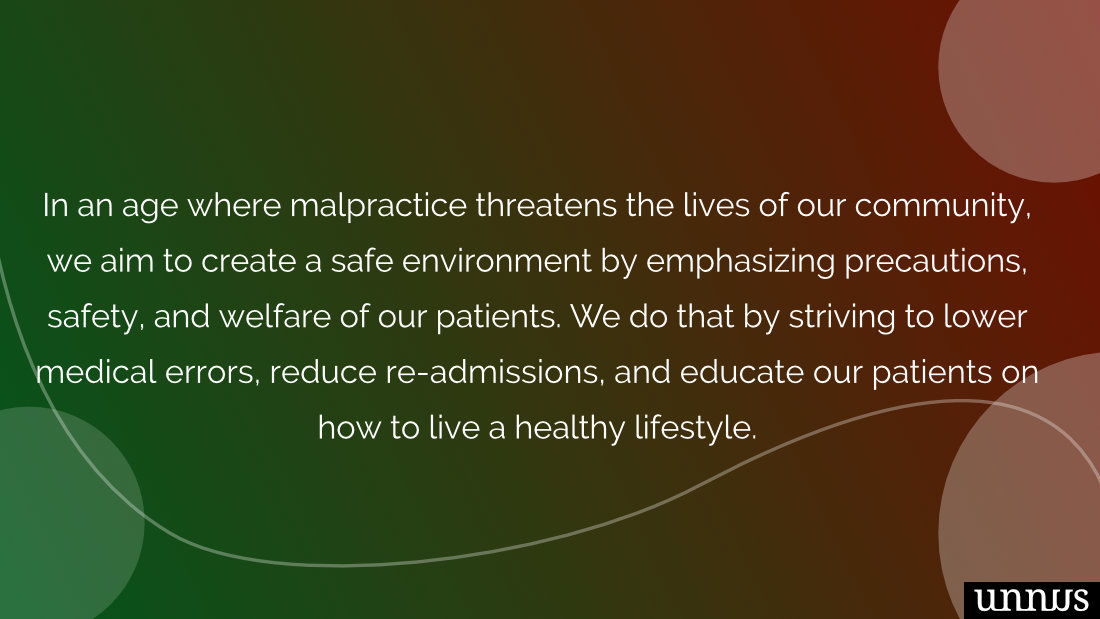 In an age where malpractice threatens the lives of our community,
we aim to create a safe environment by emphasizing precautions,
safety, and welfare of our patients. We do that by striving to lower
medical errors, reduce re-admissions, and educate our patients on
how to live a healthy lifestyle.
unnus